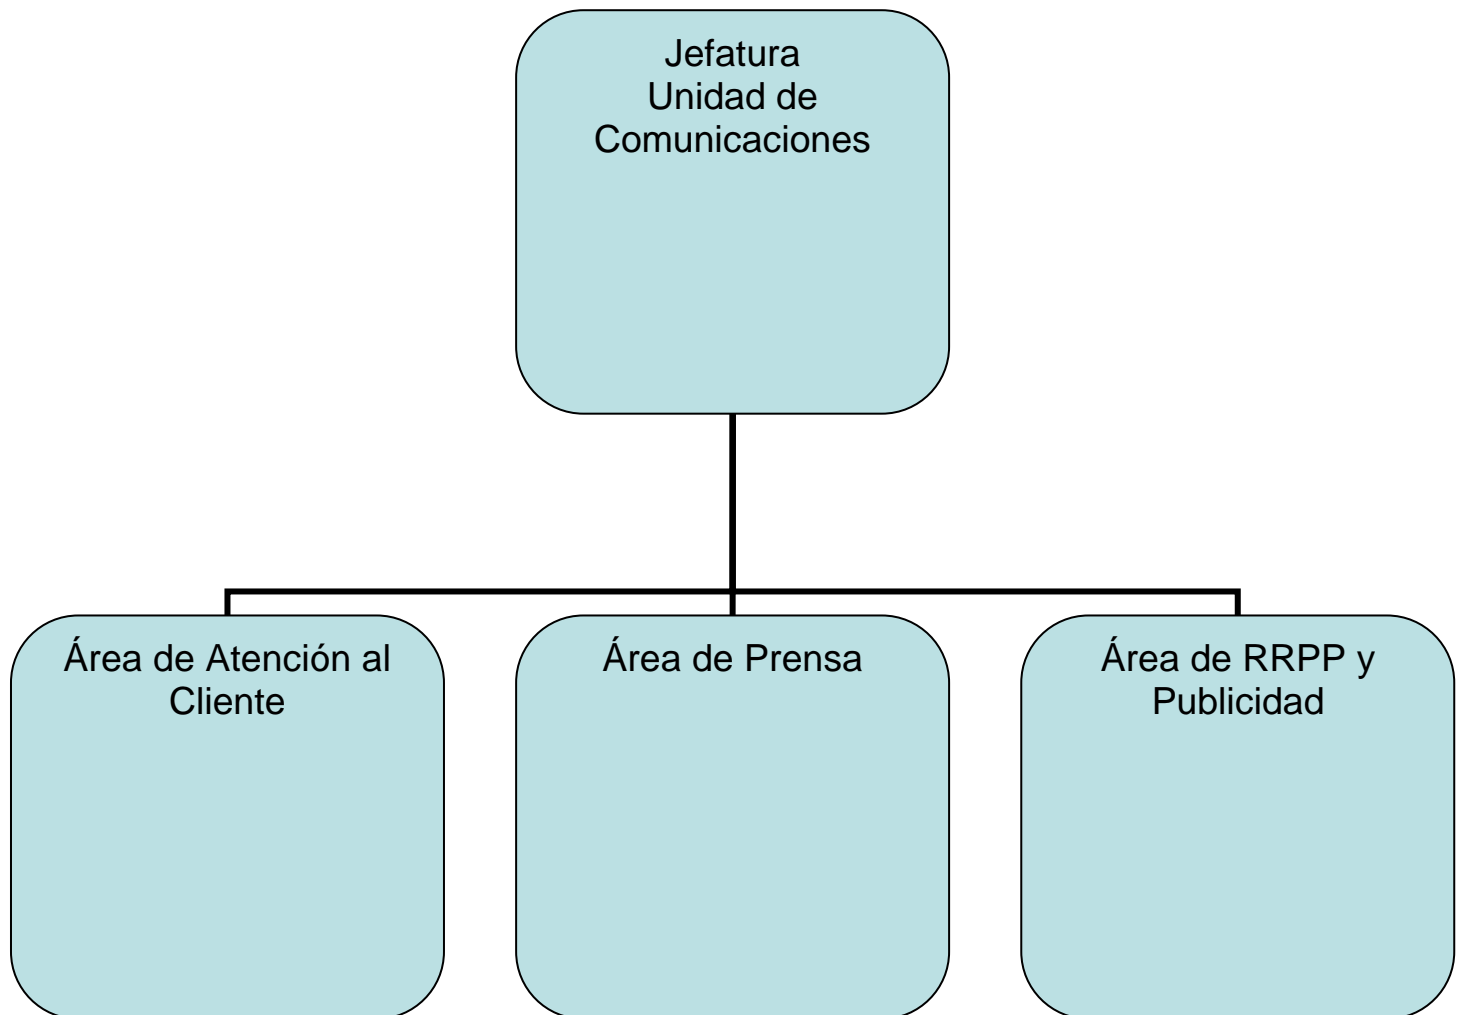 Jefatura
Unidad de
Comunicaciones
Área de Atención al
Cliente
Área de Prensa
Área de RRPP y
Publicidad